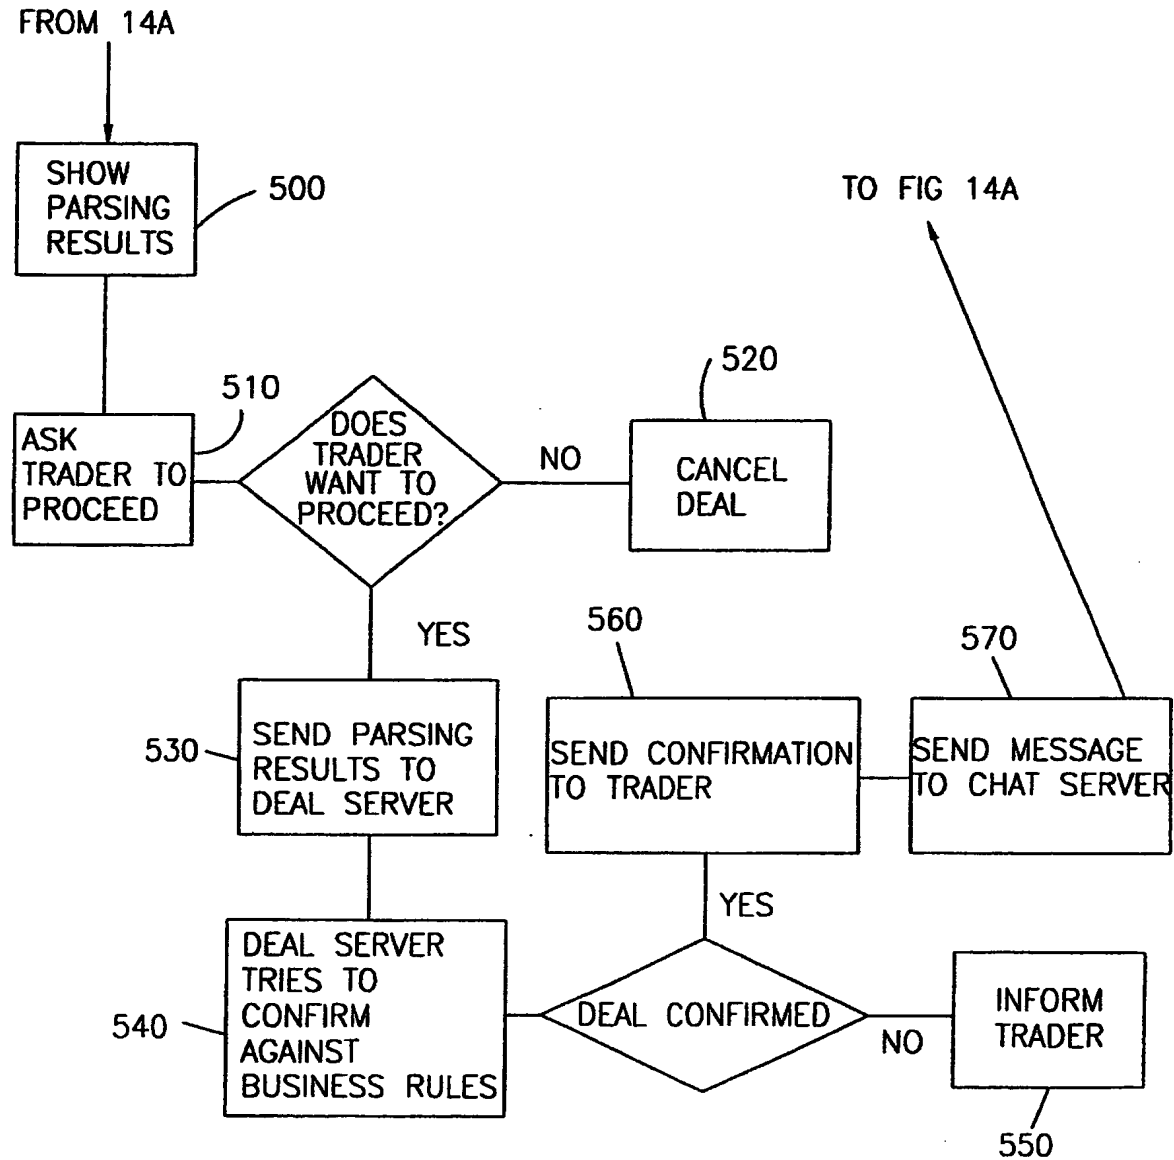 FROM 14A
SHOW
PARSING
RESULTS
500
TO FIG 14A
510
ASK
TRADER TO
PROCEED
DOES
TRADER
WANT TO
PROCEED?
NO
520
CANCEL
DEAL
YES
530
SEND PARSING
RESULTS TO
DEAL SERVER
560
SEND CONFIRMATION
TO TRADER
570
SEND MESSAGE
TO CHAT SERVER
YES
540
DEAL SERVER
TRIES TO
CONFIRM
AGAINST
BUSINESS RULES
DEAL CONFIRMED
NO
INFORM
TRADER
550